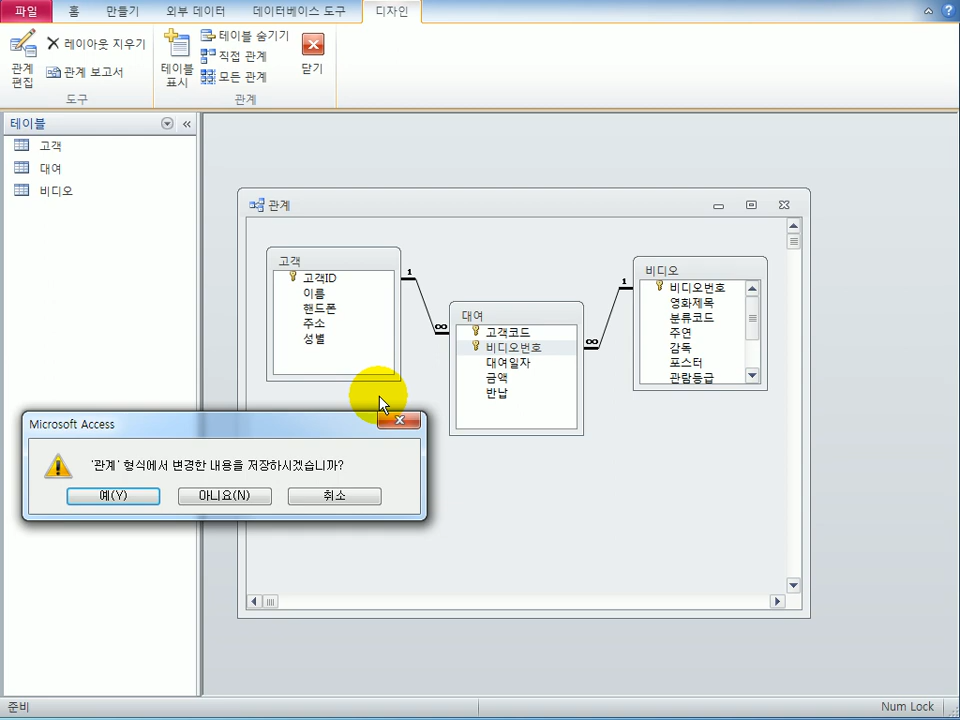 파일 홈 만들기 외부 데이터 데이터베이스 도구 디자인
관계 편집
레이아웃 지우기
관계 보고서
도구
테이블 표시
테이블 숨기기
직접 관계
모든 관계
닫기
관계
테이블
고객
대여
비디오
관계
고객
고객ID
이름
핸드폰
주소
성별
1
∞
대여
고객코드
비디오번호
대여일자
금액
반납
1
∞
비디오
비디오번호
영화제목
분류코드
주연
감독
포스터
관람등급
Microsoft Access
'관계' 형식에서 변경한 내용을 저장하시겠습니까?
예(Y) 아니요(N) 취소
준비
Num Lock